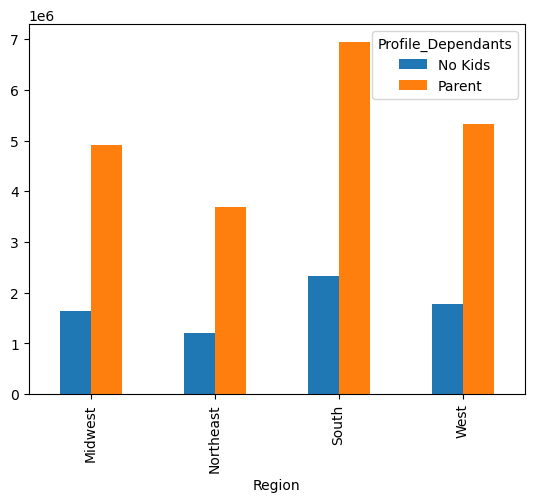 1e6
7
6
5
4
3
2
1
0
Profile_Dependants
No Kids
Parent
Midwest
Northeast
South
West
Region